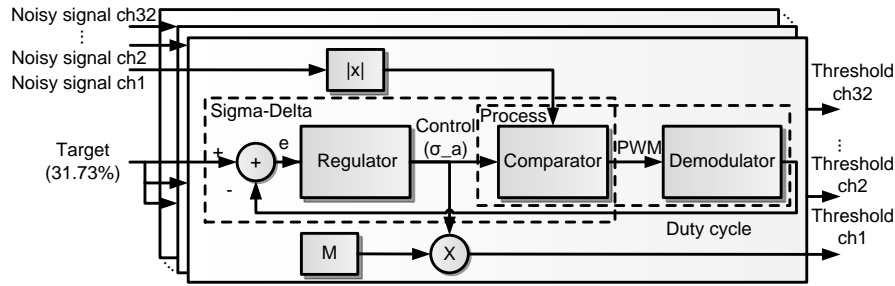 Noisy signal ch32
⋮
Noisy signal ch2
Noisy signal ch1
|x|
Threshold
ch32
Sigma-Delta
Process
Target
(31.73%)
+
-
+
e
Regulator
Control
(σ_a)
Comparator
PWM
Demodulator
⋮
Threshold
ch2
Threshold
ch1
Duty cycle
M
X